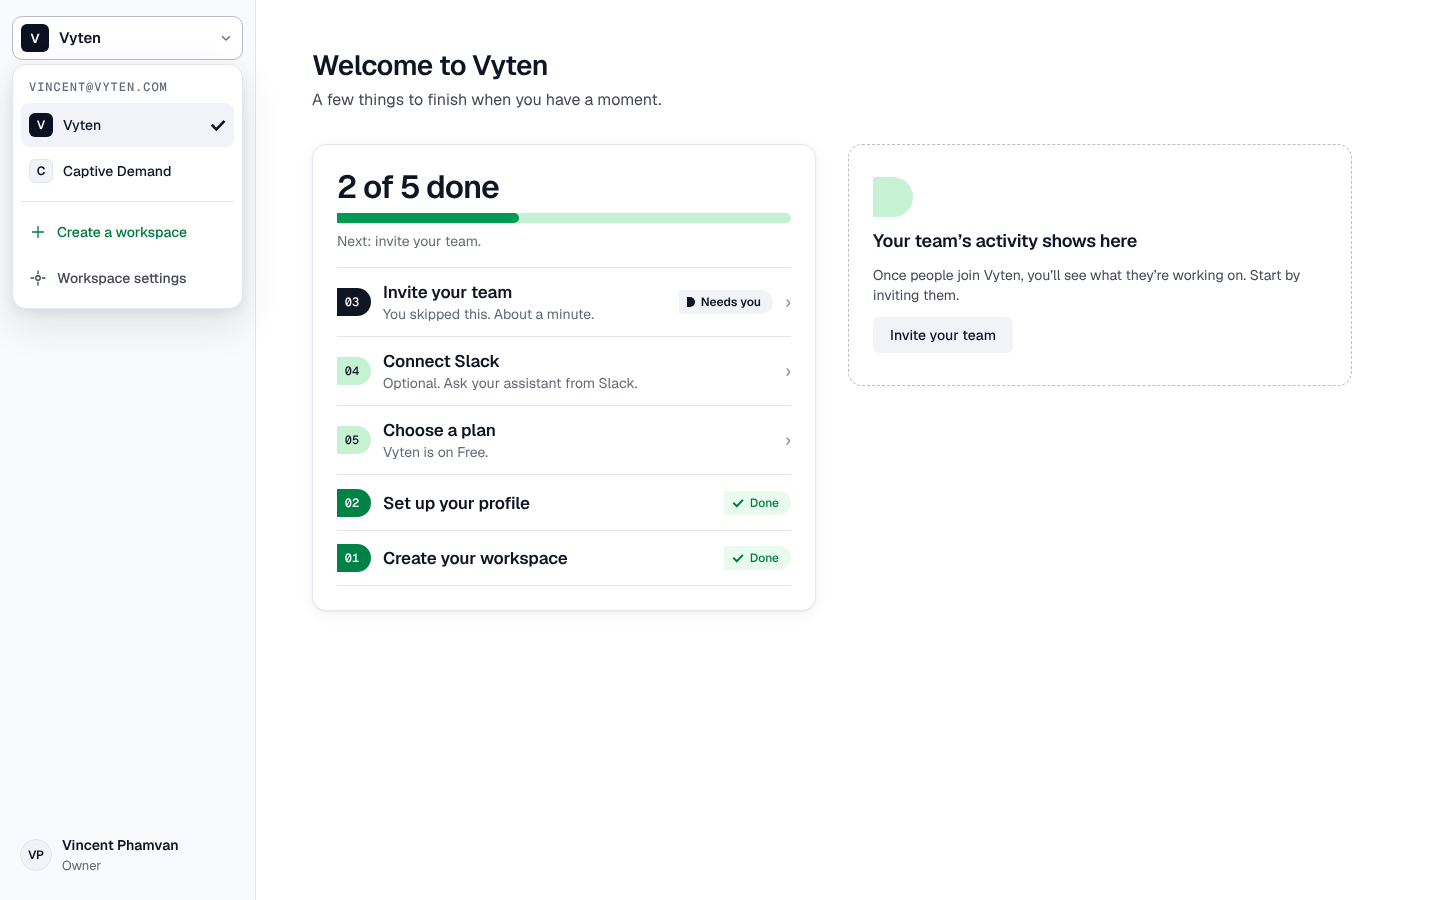 V Vyten
VINCENT@VYTEN.COM
V Vyten
C Captive Demand
Create a workspace
Workspace settings
VP Vincent Phamvan
Owner
Welcome to Vyten
A few things to finish when you have a moment.
2 of 5 done
Next: invite your team.
03 Invite your team Needs you
You skipped this. About a minute.
04 Connect Slack
Optional. Ask your assistant from Slack.
05 Choose a plan
Vyten is on Free.
02 Set up your profile Done
01 Create your workspace Done
Your team’s activity shows here
Once people join Vyten, you’ll see what they’re working on. Start by
inviting them.
Invite your team